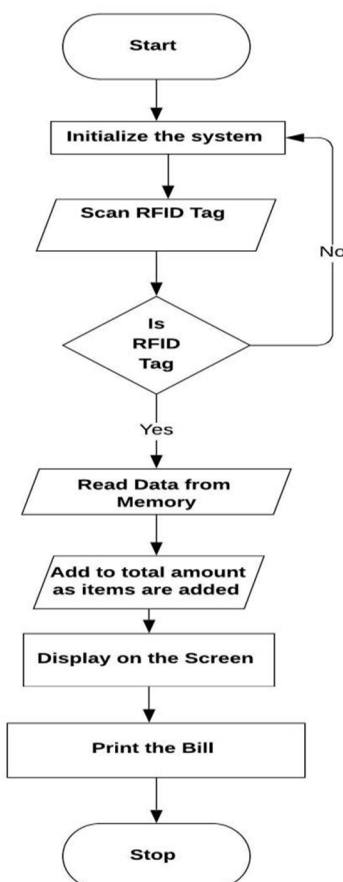 Start
Initialize the system
Scan RFID Tag
No
Is
RFID
Tag
Yes
Read Data from
Memory
Add to total amount
as items are added
Display on the Screen
Print the Bill
Stop